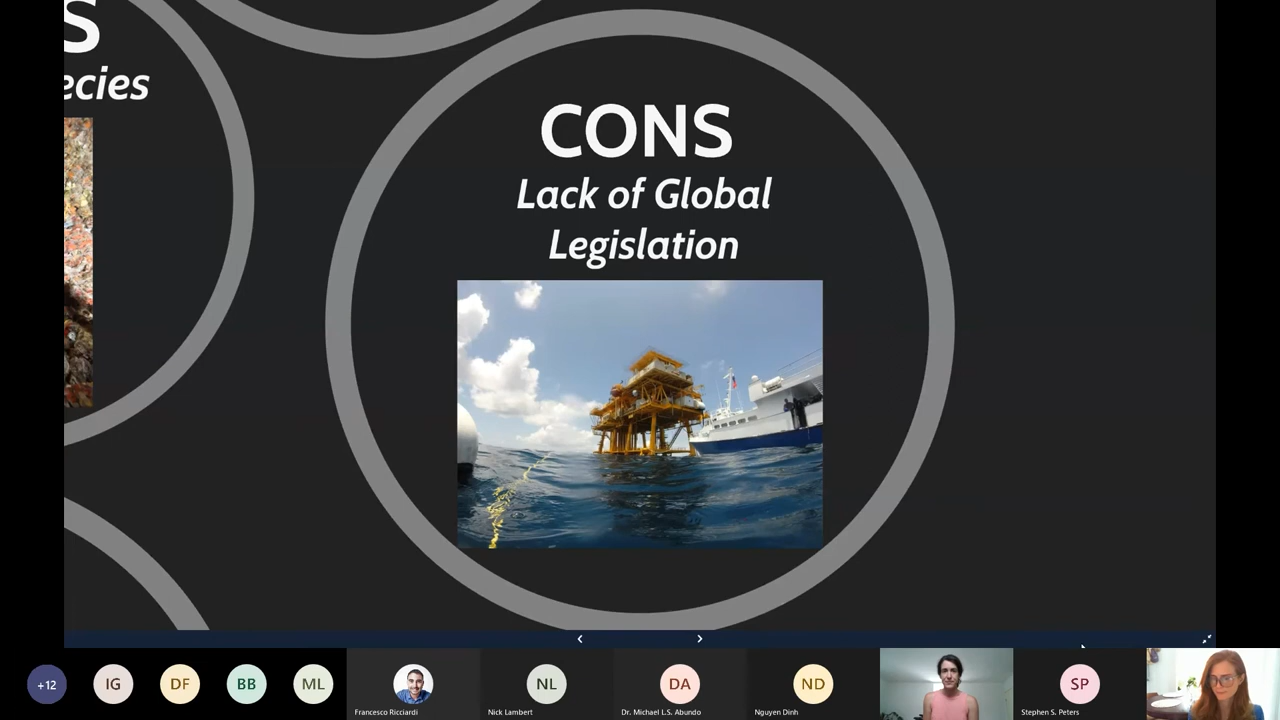 S
ecies
CONS
Lack of Global
Legislation
+12
IG
DF
BB
ML
Francesco Ricciardi
NL
Nick Lambert
DA
Dr. Michael L.S. Abundo
ND
Nguyen Dinh
SP
Stephen S. Peters